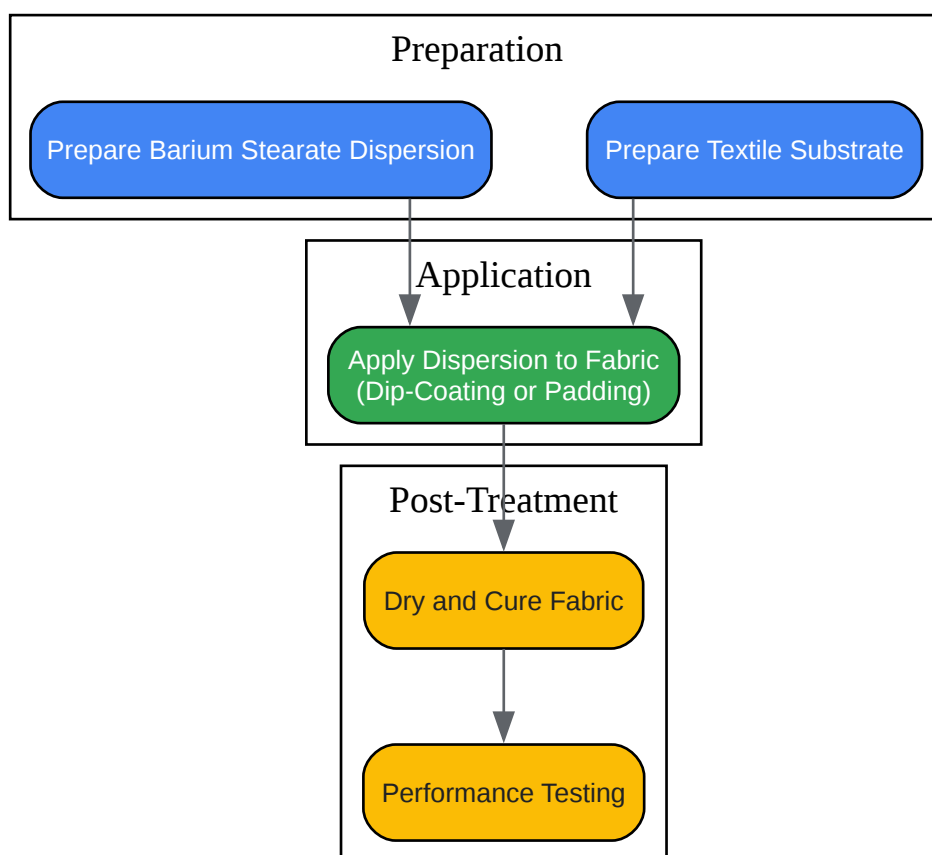 Preparation
Prepare Barium Stearate Dispersion
Prepare Textile Substrate
Application
Apply Dispersion to Fabric
(Dip-Coating or Padding)
Post-Treatment
Dry and Cure Fabric
Performance Testing